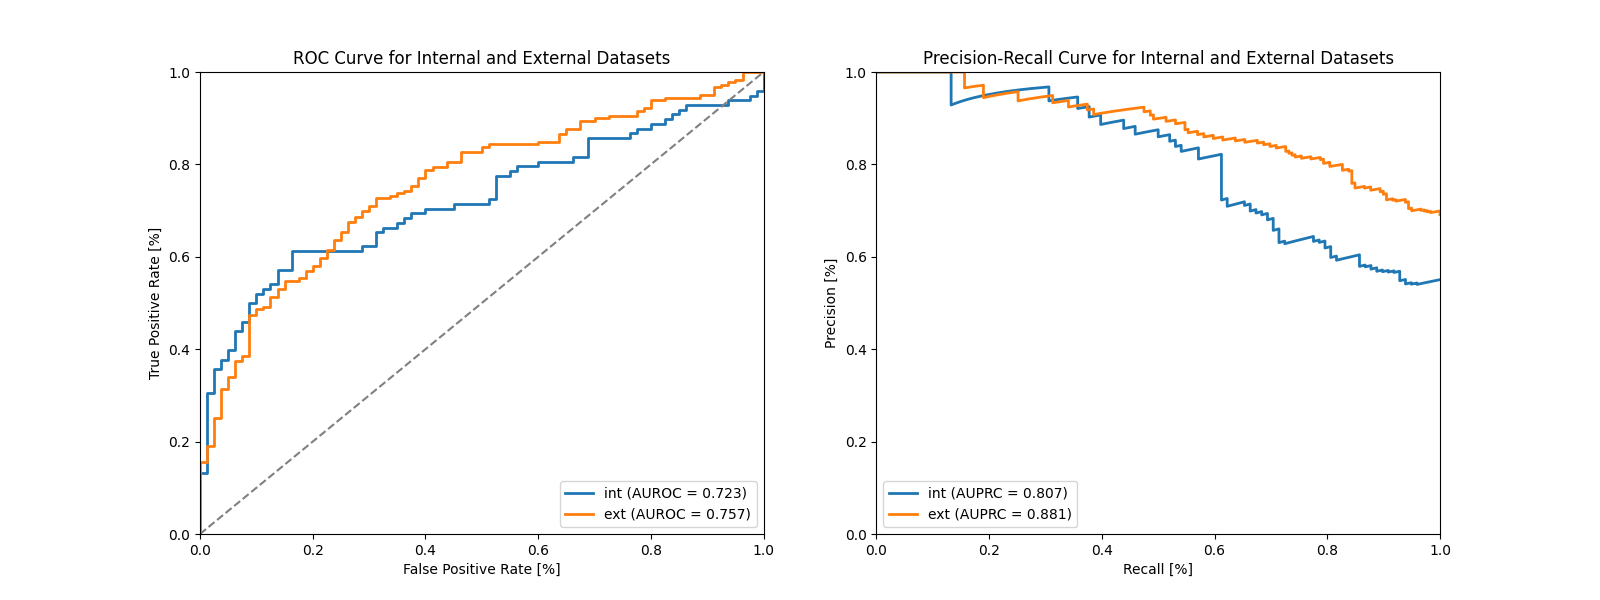 ROC Curve for Internal and External Datasets
1.0
0.8
0.6
0.4
0.2
0.0
True Positive Rate [%]
0.0 0.2 0.4 0.6 0.8 1.0
False Positive Rate [%]
int (AUROC = 0.723)
ext (AUROC = 0.757)
Precision-Recall Curve for Internal and External Datasets
1.0
0.8
0.6
0.4
0.2
0.0
Precision [%]
0.0 0.2 0.4 0.6 0.8 1.0
Recall [%]
int (AUPRC = 0.807)
ext (AUPRC = 0.881)